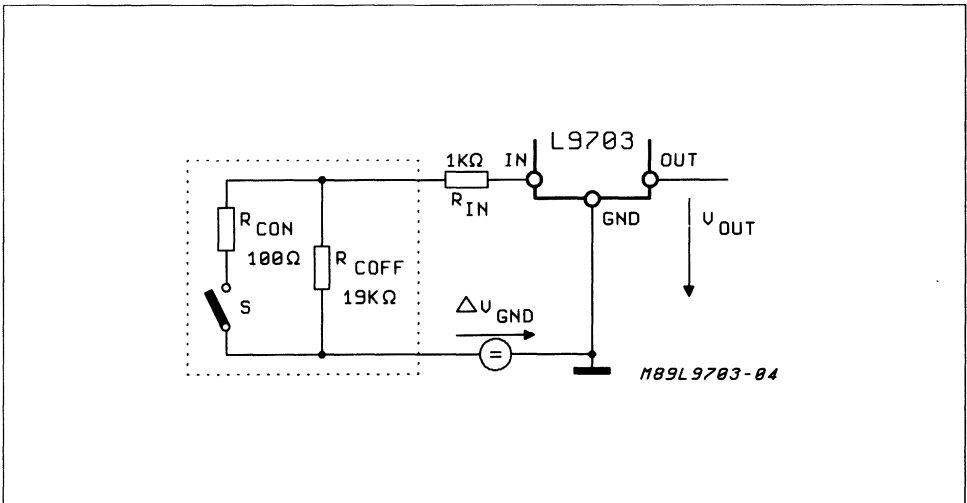 L9703
1KΩ IN OUT
R IN
GND
V OUT
R CON
100Ω
R COFF
19KΩ
S
ΔV GND
=
M89L9703-04